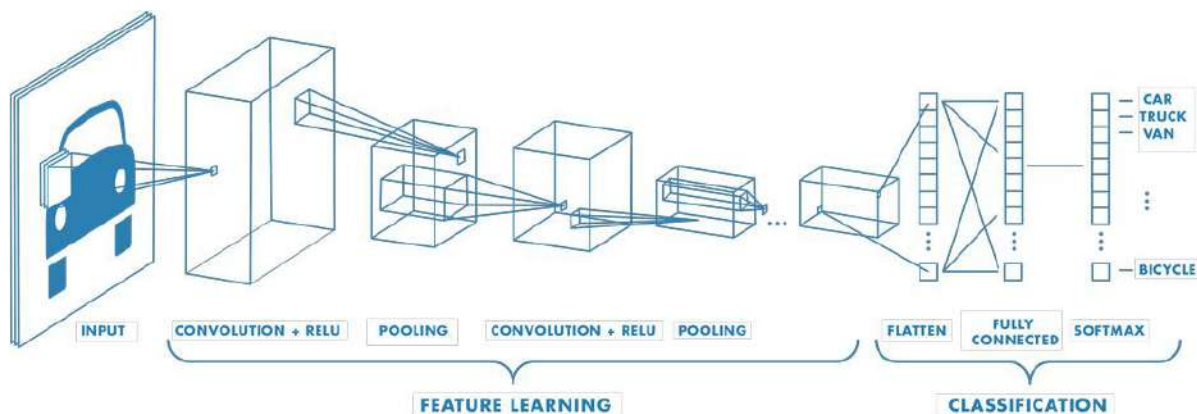 CAR
TRUCK
VAN
BICYCLE
INPUT
CONVOLUTION + RELU
POOLING
CONVOLUTION + RELU
POOLING
FLATTEN
FULLY
CONNECTED
SOFTMAX
FEATURE LEARNING
CLASSIFICATION